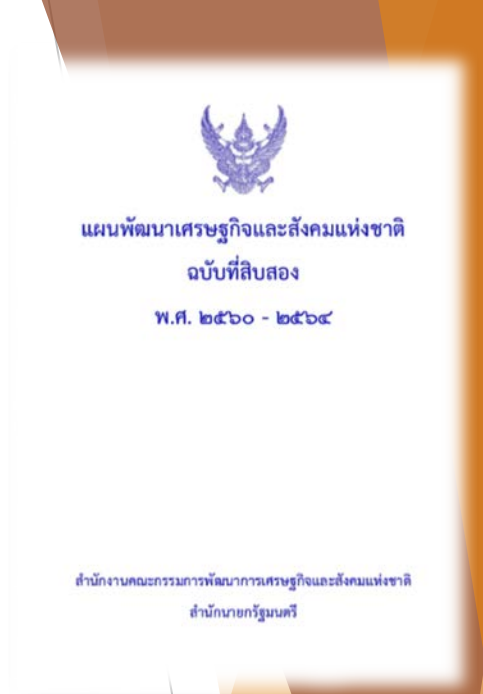 แผนพัฒนาเศรษฐกิจและสังคมแห่งชาติ
ฉบับที่สิบสอง
พ.ศ. ๒๕๖๐ - ๒๕๖๔
สำนักงานคณะกรรมการพัฒนาการเศรษฐกิจและสังคมแห่งชาติ
สำนักนายกรัฐมนตรี